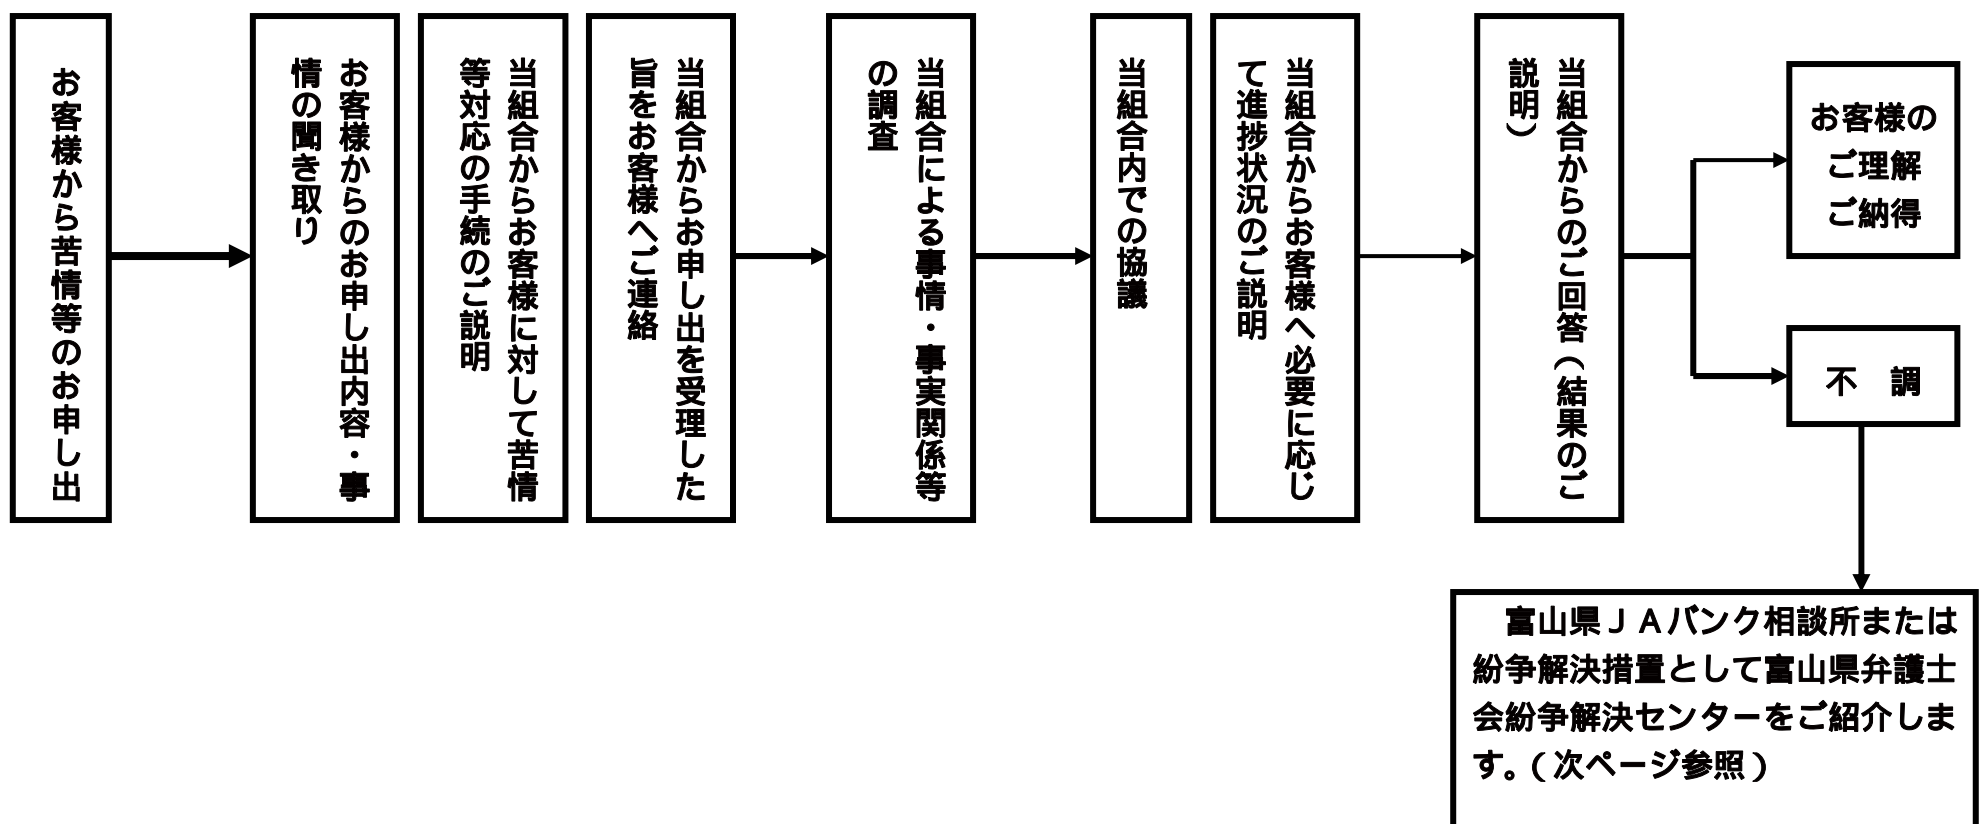 お客様から苦情等のお申し出
お客様からのお申し出内容・事
情の聞き取り
当組合からお客様に対して苦情
等対応の手続のご説明
当組合からお申し出を受理した
旨をお客様へご連絡
当組合による事情・事実関係等
の調査
当組合内での協議
当組合からお客様へ必要に応じ
て進捗状況のご説明
当組合からのご回答（結果のご
説明）
お客様の
ご理解
ご納得
不　調
富山県ＪＡバンク相談所または
紛争解決措置として富山県弁護士
会紛争解決センターをご紹介しま
す。（次ページ参照）